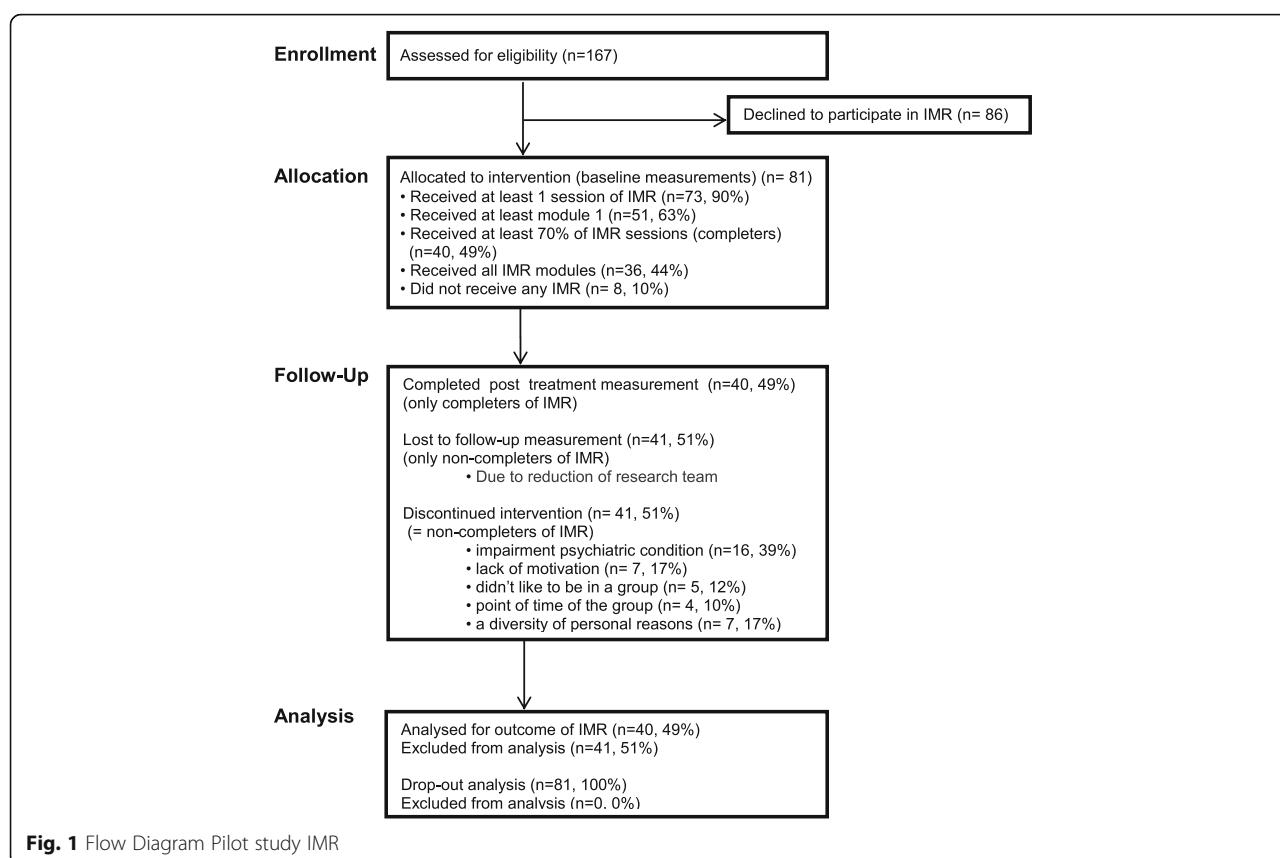 Enrollment
Assessed for eligibility (n=167)
Declined to participate in IMR (n= 86)
Allocation
Allocated to intervention (baseline measurements) (n= 81)
• Received at least 1 session of IMR (n=73, 90%)
• Received at least module 1 (n=51, 63%)
• Received at least 70% of IMR sessions (completers)
(n=40, 49%)
• Received all IMR modules (n=36, 44%)
• Did not receive any IMR (n= 8, 10%)
Follow-Up
Completed post treatment measurement (n=40, 49%)
(only completers of IMR)
Lost to follow-up measurement (n=41, 51%)
(only non-completers of IMR)
• Due to reduction of research team
Discontinued intervention (n= 41, 51%)
(= non-completers of IMR)
• impairment psychiatric condition (n=16, 39%)
• lack of motivation (n= 7, 17%)
• didn't like to be in a group (n= 5, 12%)
• point of time of the group (n= 4, 10%)
• a diversity of personal reasons (n= 7, 17%)
Analysis
Analysed for outcome of IMR (n=40, 49%)
Excluded from analysis (n=41, 51%)
Drop-out analysis (n=81, 100%)
Excluded from analysis (n=0. 0%)
Fig. 1 Flow Diagram Pilot study IMR